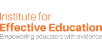 Institute for
Effective Education
Empowering educators with evidence